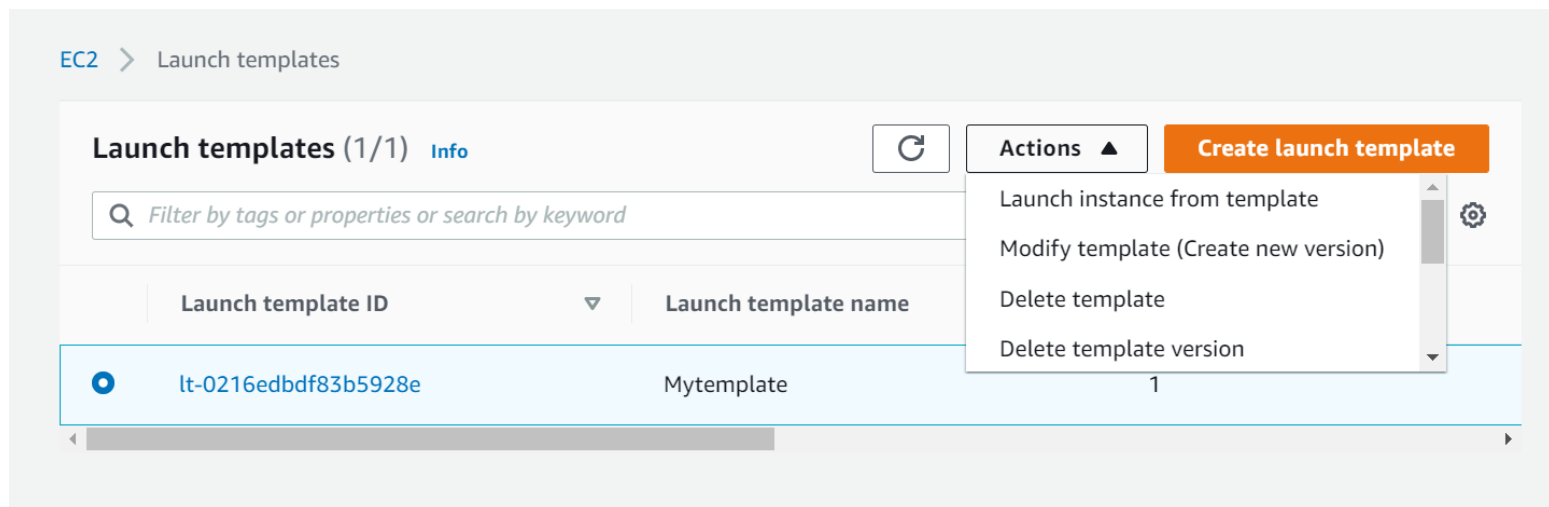 EC2 Launch templates
Launch templates (1/1) Info
Actions
Create launch template
Filter by tags or properties or search by keyword
Launch instance from template
Modify template (Create new version)
Delete template
Delete template version
Launch template ID
Launch template name
lt-0216edbdf83b5928e
Mytemplate
1